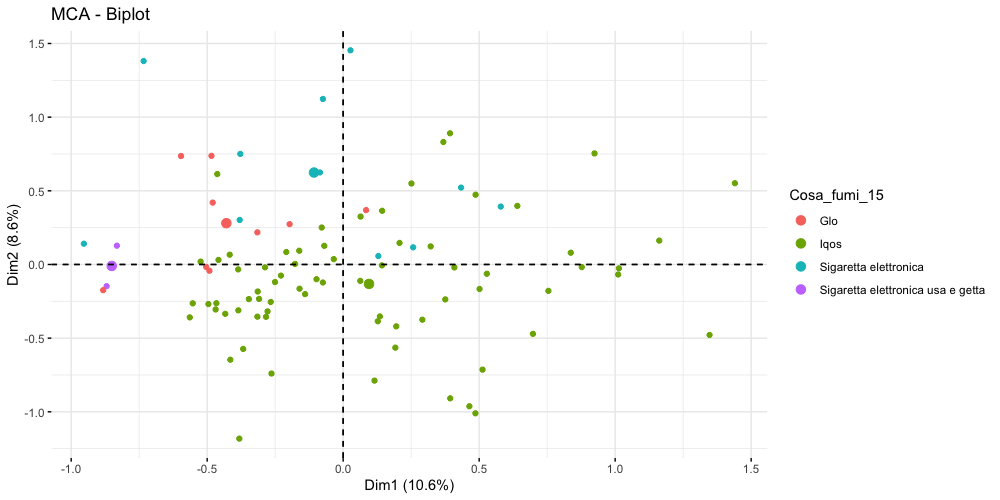 MCA - Biplot
1.5
1.0
0.5
0.0
-0.5
-1.0
Dim2 (8.6%)
-1.0
-0.5
0.0
0.5
1.0
1.5
Dim1 (10.6%)
Cosa_fumi_15
Glo
Iqos
Sigaretta elettronica
Sigaretta elettronica usa e getta